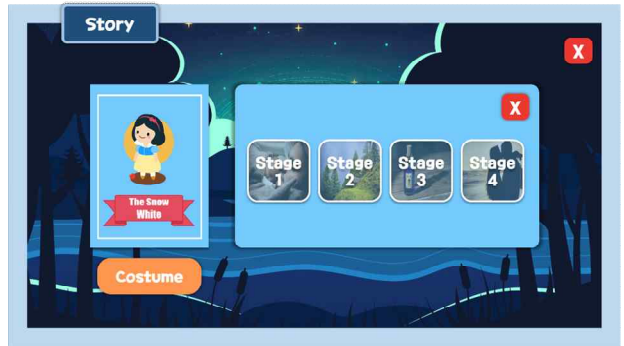 Story
X
X
Stage
1
Stage
2
Stage
3
Stage
4
The Snow
White
Costume